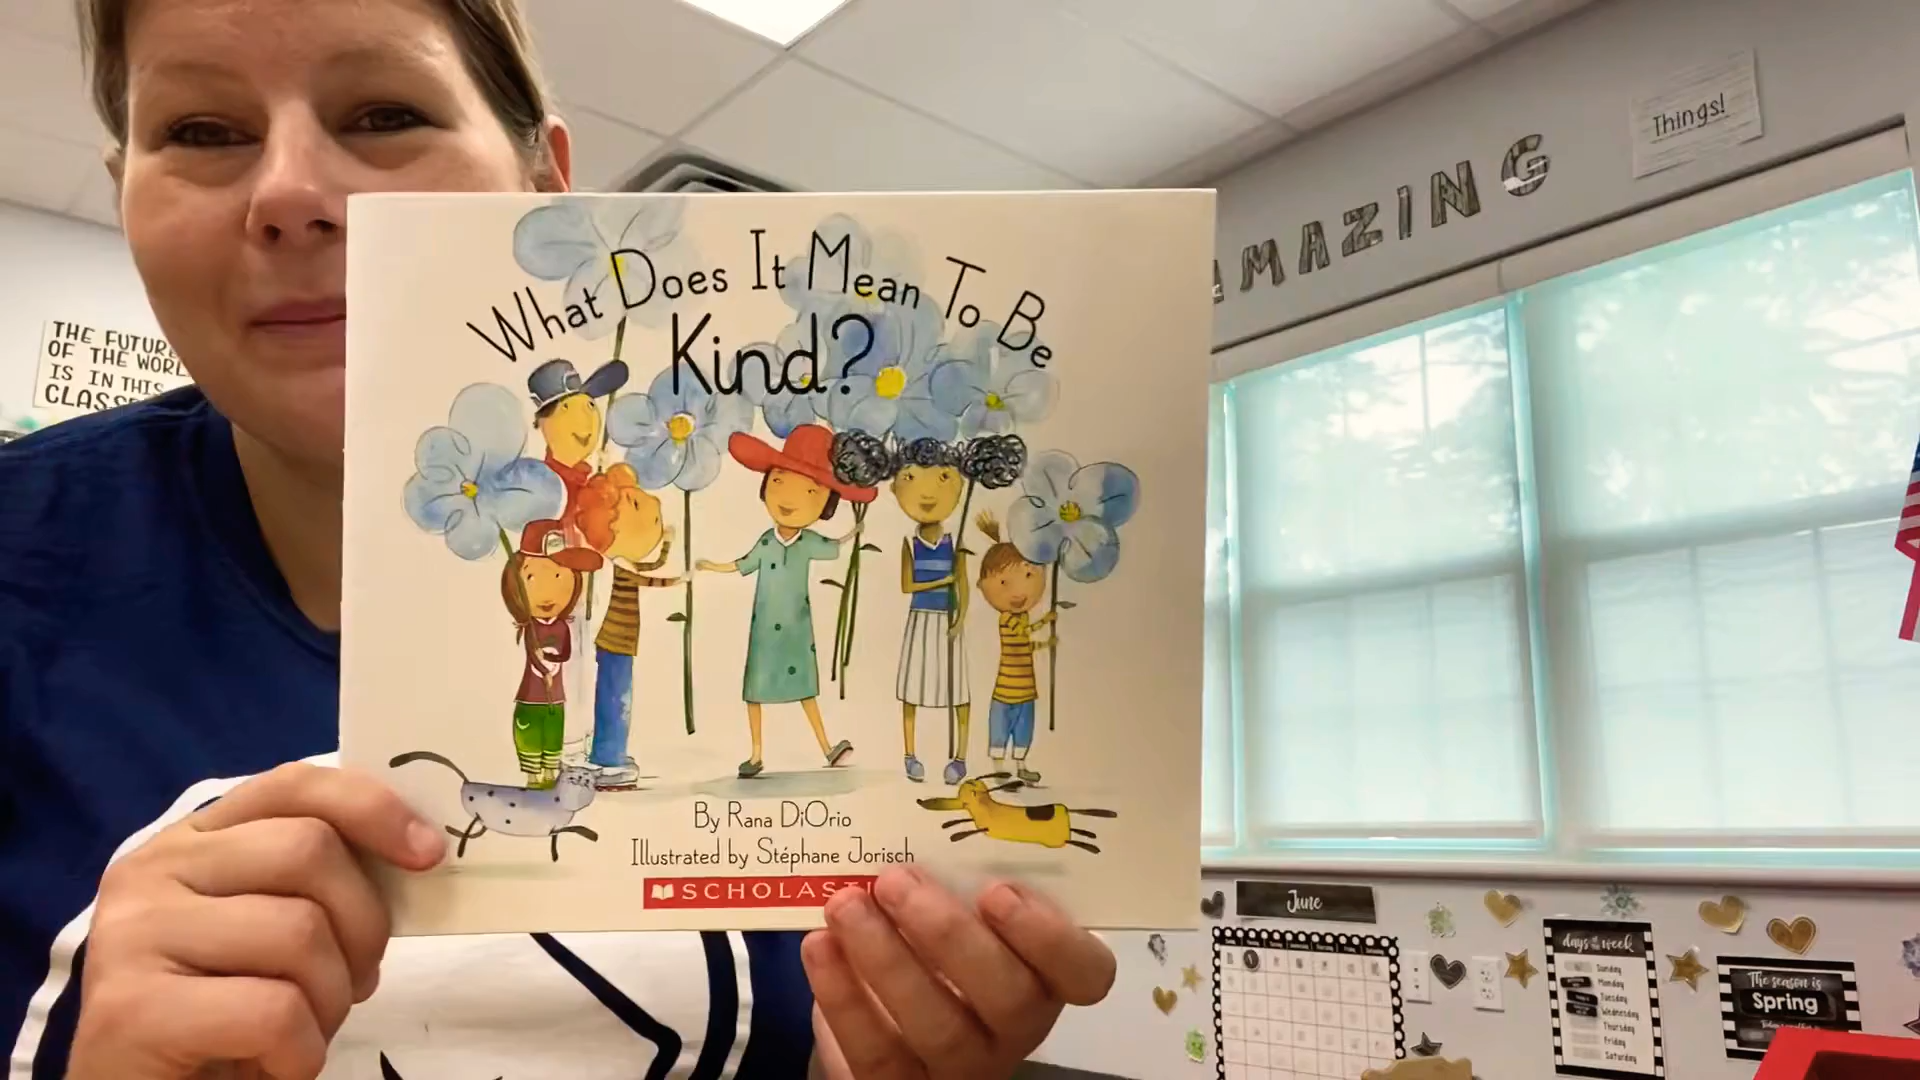 What Does It Mean To Be
Kind?
By Rana DiOrio
Illustrated by Stéphane Jorisch
THE FUTURE
OF THE WORL
IS IN THIS
CLASS
AMAZING
Things!
June
days of the week
Sunday
Monday
Tuesday
Wednesday
Thursday
Friday
Saturday
The season is
Spring